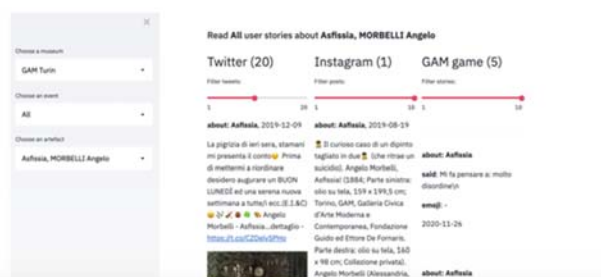 Read All user stories about Asfissia, MORBELLI Angelo
Choose a museum
GAM Turin
Choose an event
All
Choose an artefact
Asfissia, MORBELLI Angelo
Twitter (20)
Filter tweets:
1 20
about: Asfissia, 2019-12-09
La pigrizia di ieri sera, stamani
mi presenta il conto😉 Prima
di mettermi a riordinare
desidero augurare un BUON
LUNEDÌ ed una serena nuova
settimana a tutte/i ecc.(E.I.&C)
Angelo
Morbelli - Asfissia...dettaglio -
Instagram (1)
Filter posts:
1 10
about: Asfissia, 2019-08-19
Il curioso caso di un dipinto
tagliato in due (che ritrae un
suicidio). Angelo Morbelli,
Asfissia! (1884; Parte sinistra:
olio su tela, 159 x 199,5 cm;
Torino, GAM, Galleria Civica
d'Arte Moderna e
Contemporanea, Fondazione
Guido ed Ettore De Fornaris.
Parte destra: olio su tela, 160
x 98 cm; Collezione privata).
Angelo Morbelli (Alessandria,
GAM game (5)
Filter stories:
1 10
about: Asfissia
said: Mi fa pensare a: molto
disordine\n
emoji: -
2020-11-26
about: Asfissia